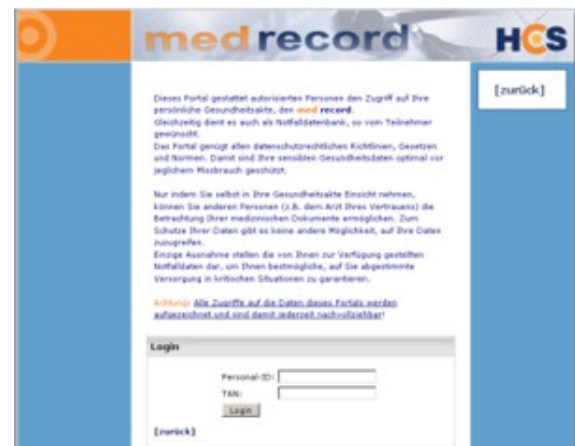 medrecord
HCS
[zurück]
Dieses Portal gestattet autorisierten Personen den Zugriff auf Ihre
persönliche Gesundheitsakte, den med record.
Gleichzeitig dient es auch als Notfalldatenbank, so vom Teilnehmer
gewünscht.
Das Portal genügt allen datenschutzrechtlichen Richtlinien, Gesetzen
und Normen. Damit sind Ihre sensiblen Gesundheitsdaten optimal vor
jeglichem Missbrauch geschützt.
Nur indem Sie selbst in Ihre Gesundheitsakte Einsicht nehmen,
können Sie anderen Personen (z.B. dem Arzt Ihres Vertrauens) die
Betrachtung Ihrer medizinischen Dokumente ermöglichen. Zum
Schutze Ihrer Daten gibt es keine andere Möglichkeit, auf Ihre Daten
zuzugreifen.
Einzige Ausnahme stellen die von Ihnen zur Verfügung gestellten
Notfalldaten dar, um Ihnen bestmögliche, auf Sie abgestimmte
Versorgung in kritischen Situationen zu garantieren.
Achtung: Alle Zugriffe auf die Daten dieses Portals werden
aufgezeichnet und sind damit jederzeit nachvollziehbar!
Login
Personal-ID:
TAN:
Login
[zurück]